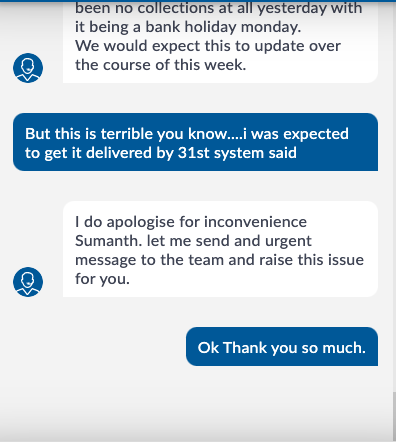 been no collections at all yesterday with
it being a bank holiday monday.
We would expect this to update over
the course of this week.
But this is terrible you know....i was expected
to get it delivered by 31st system said
I do apologise for inconvenience
Sumanth. let me send and urgent
message to the team and raise this issue
for you.
Ok Thank you so much.